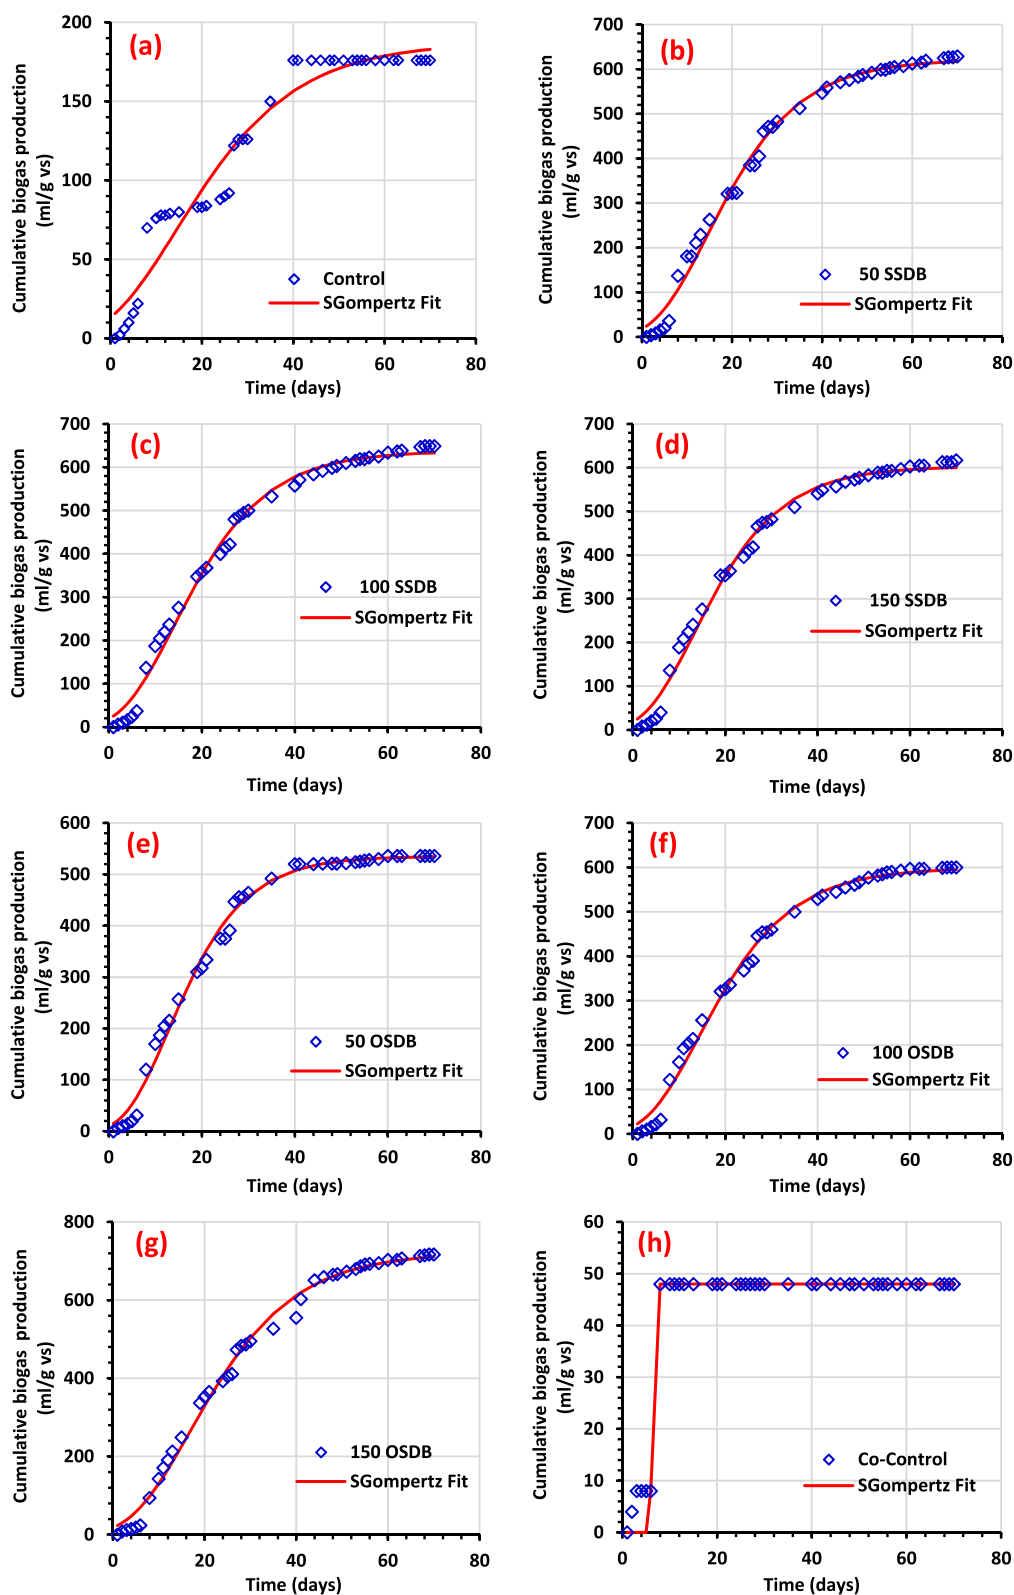 (a)
Cumulative biogas production
(ml/g vs)
200
150
100
50
0
Control
SGompertz Fit
0 20 40 60 80
Time (days)
(b)
Cumulative biogas production
(ml/g vs)
700
600
500
400
300
200
100
0
50 SSDB
SGompertz Fit
0 20 40 60 80
Time (days)
(c)
Cumulative biogas production
(ml/g vs)
700
600
500
400
300
200
100
0
100 SSDB
SGompertz Fit
0 20 40 60 80
Time (days)
(d)
Cumulative biogas production
(ml/g vs)
700
600
500
400
300
200
100
0
150 SSDB
SGompertz Fit
0 20 40 60 80
Time (days)
(e)
Cumulative biogas production
(ml/g vs)
600
500
400
300
200
100
0
50 OSDB
SGompertz Fit
0 20 40 60 80
Time (days)
(f)
Cumulative biogas production
(ml/g vs)
700
600
500
400
300
200
100
0
100 OSDB
SGompertz Fit
0 20 40 60 80
Time (days)
(g)
Cumulative biogas production
(ml/g vs)
800
600
400
200
0
150 OSDB
SGompertz Fit
0 20 40 60 80
Time (days)
(h)
Cumulative biogas production
(ml/g vs)
60
50
40
30
20
10
0
Co-Control
SGompertz Fit
0 20 40 60 80
Time (days)